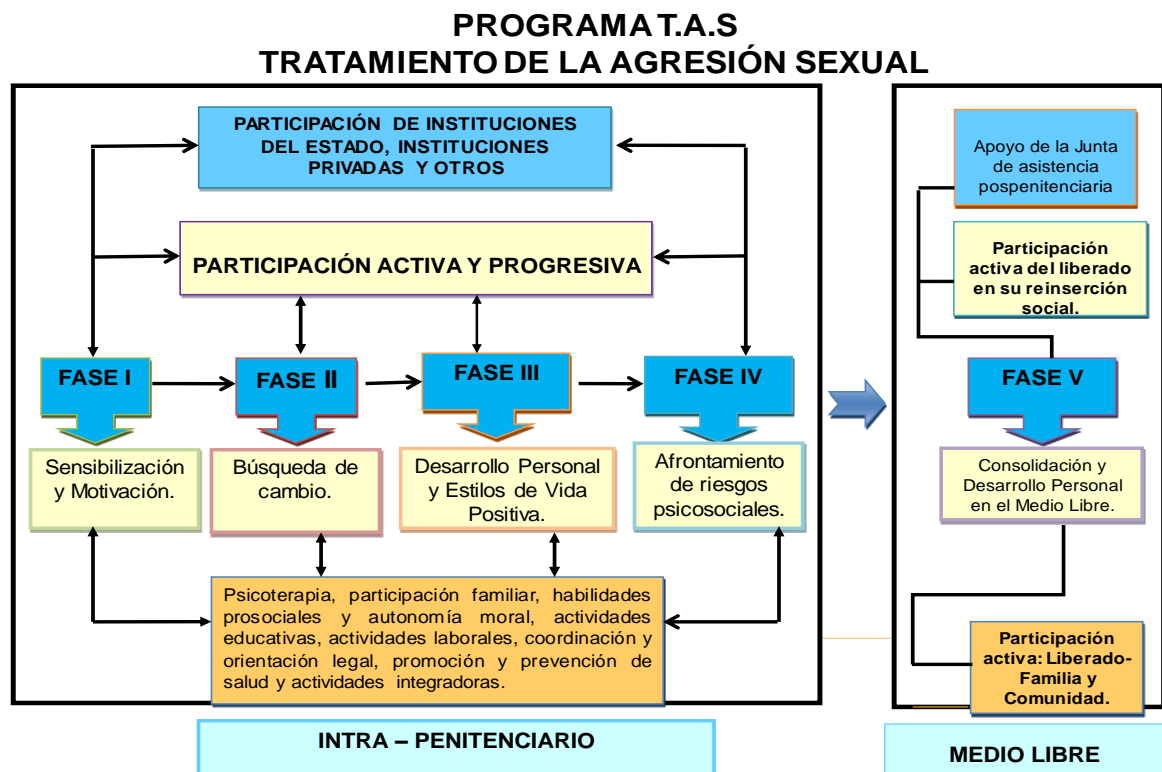 PROGRAMA T.A.S
TRATAMIENTO DE LA AGRESIÓN SEXUAL
PARTICIPACIÓN DE INSTITUCIONES
DEL ESTADO, INSTITUCIONES
PRIVADAS Y OTROS
PARTICIPACIÓN ACTIVA Y PROGRESIVA
FASE I
FASE II
FASE III
FASE IV
Sensibilización
y Motivación.
Búsqueda de
cambio.
Desarrollo Personal
y Estilos de Vida
Positiva.
Afrontamiento
de riesgos
psicosociales.
Psicoterapia, participación familiar, habilidades
prosociales y autonomía moral, actividades
educativas, actividades laborales, coordinación y
orientación legal, promoción y prevención de
salud y actividades integradoras.
INTRA – PENITENCIARIO
Apoyo de la Junta
de asistencia
pospenitenciaria
Participación
activa del liberado
en su reinserción
social.
FASE V
Consolidación y
Desarrollo Personal
en el Medio Libre.
Participación
activa: Liberado-
Familia y
Comunidad.
MEDIO LIBRE